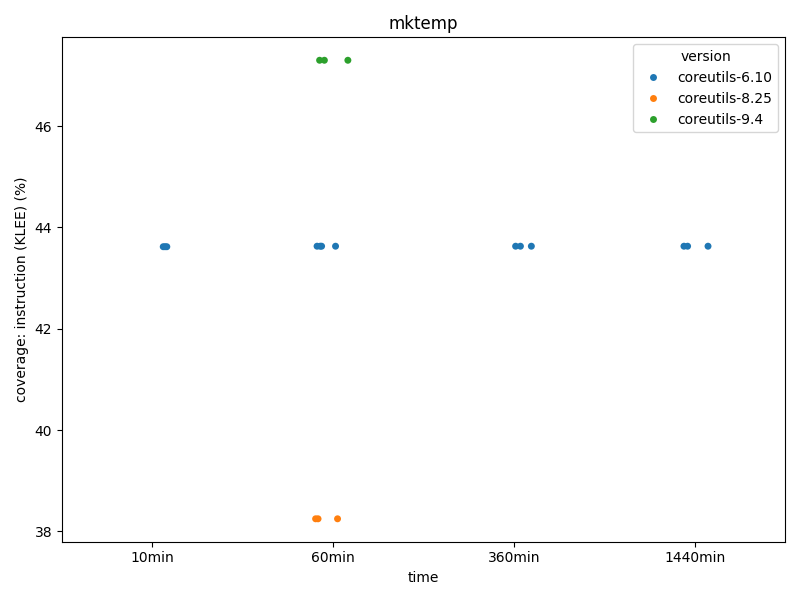 mktemp
version
coreutils-6.10
coreutils-8.25
coreutils-9.4
coverage: instruction (KLEE) (%)
46
44
42
40
38
10min 60min 360min 1440min
time